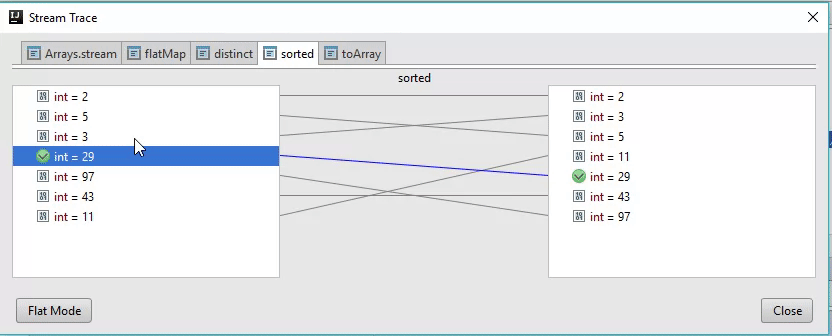 Stream Trace
Arrays.stream flatMap distinct sorted toArray
sorted
int = 2
int = 5
int = 3
int = 29
int = 97
int = 43
int = 11
int = 2
int = 3
int = 5
int = 11
int = 29
int = 43
int = 97
Flat Mode
Close